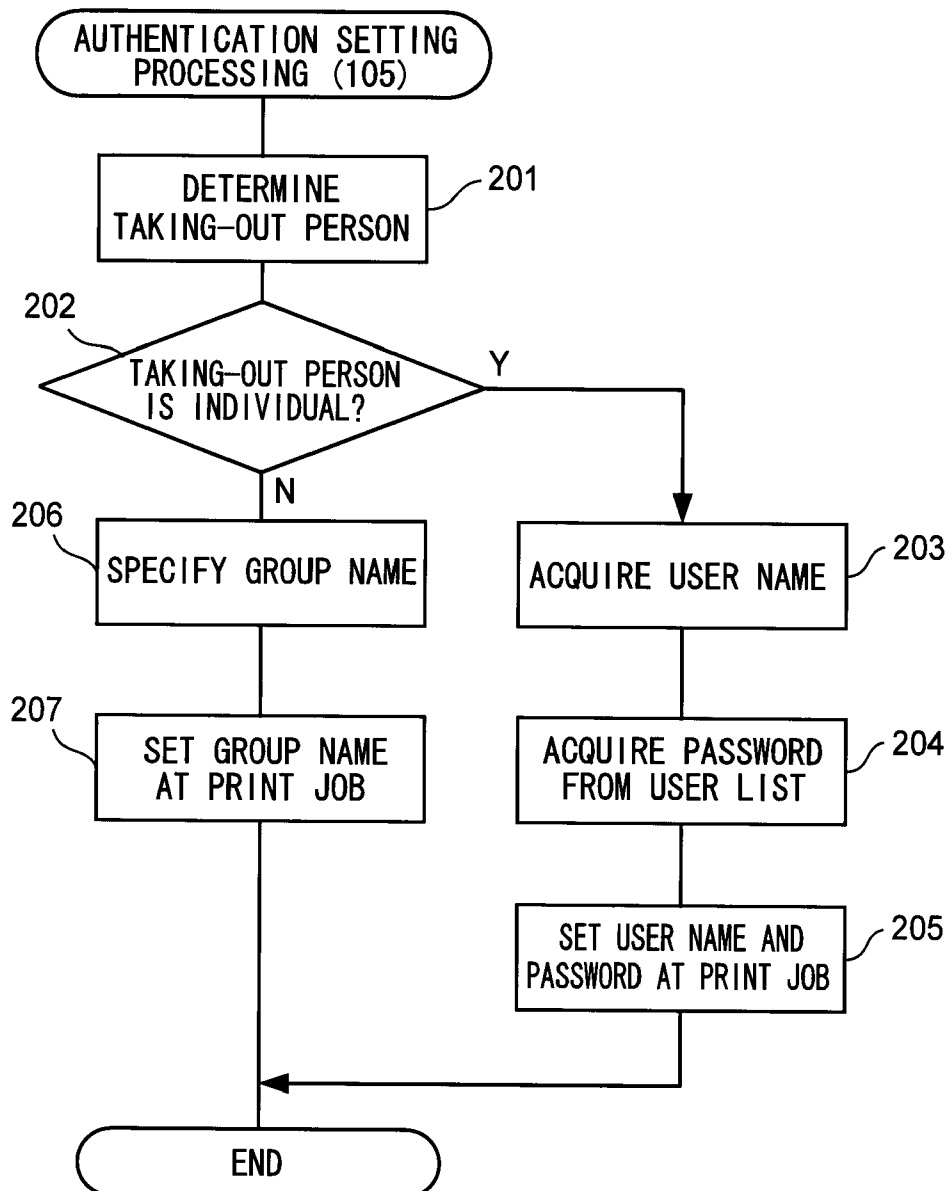 AUTHENTICATION SETTING
PROCESSING (105)
DETERMINE
TAKING-OUT PERSON
201
202
TAKING-OUT PERSON
IS INDIVIDUAL?
Y
N
206
SPECIFY GROUP NAME
203
ACQUIRE USER NAME
207
SET GROUP NAME
AT PRINT JOB
204
ACQUIRE PASSWORD
FROM USER LIST
205
SET USER NAME AND
PASSWORD AT PRINT JOB
END